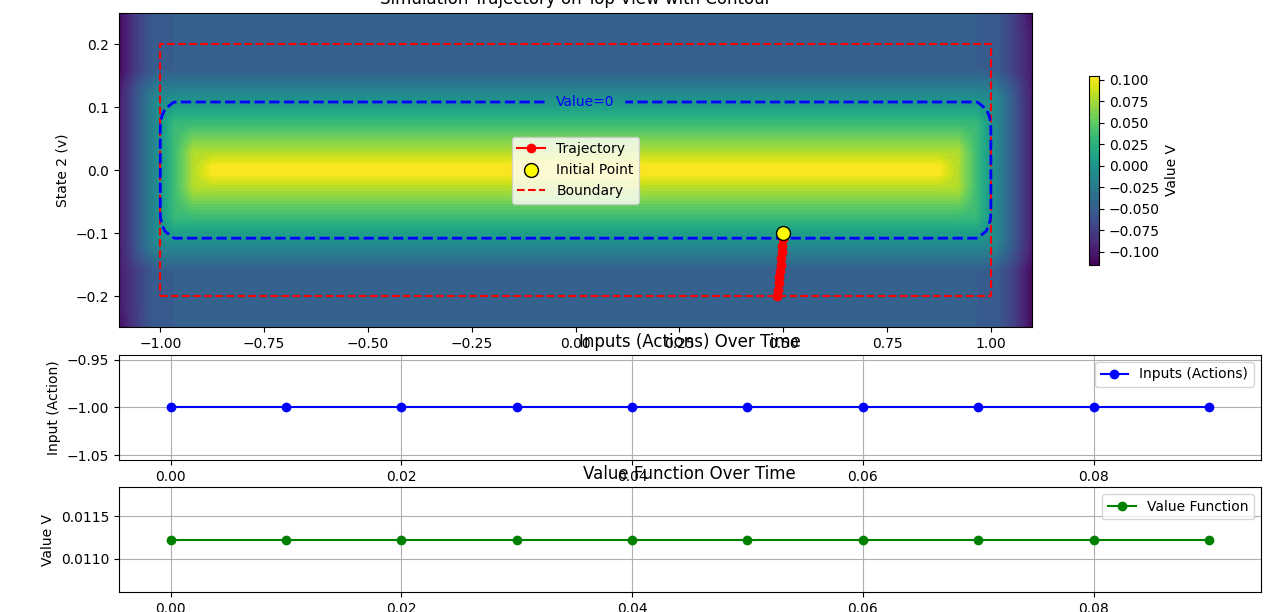 Simulation Trajectory on Top View with Contour
State 2 (v)
0.2
0.1
0.0
−0.1
−0.2
Value=0
Trajectory
Initial Point
Boundary
−1.00
−0.75
−0.50
−0.25
0.00
0.25
0.50
0.75
1.00
0.100
0.075
0.050
0.025
0.000
−0.025
−0.050
−0.075
−0.100
Value V
Inputs (Actions) Over Time
Input (Action)
−0.95
−1.00
−1.05
Inputs (Actions)
0.00
0.02
0.04
0.06
0.08
Value Function Over Time
Value V
0.0115
0.0110
Value Function
0.00
0.02
0.04
0.06
0.08